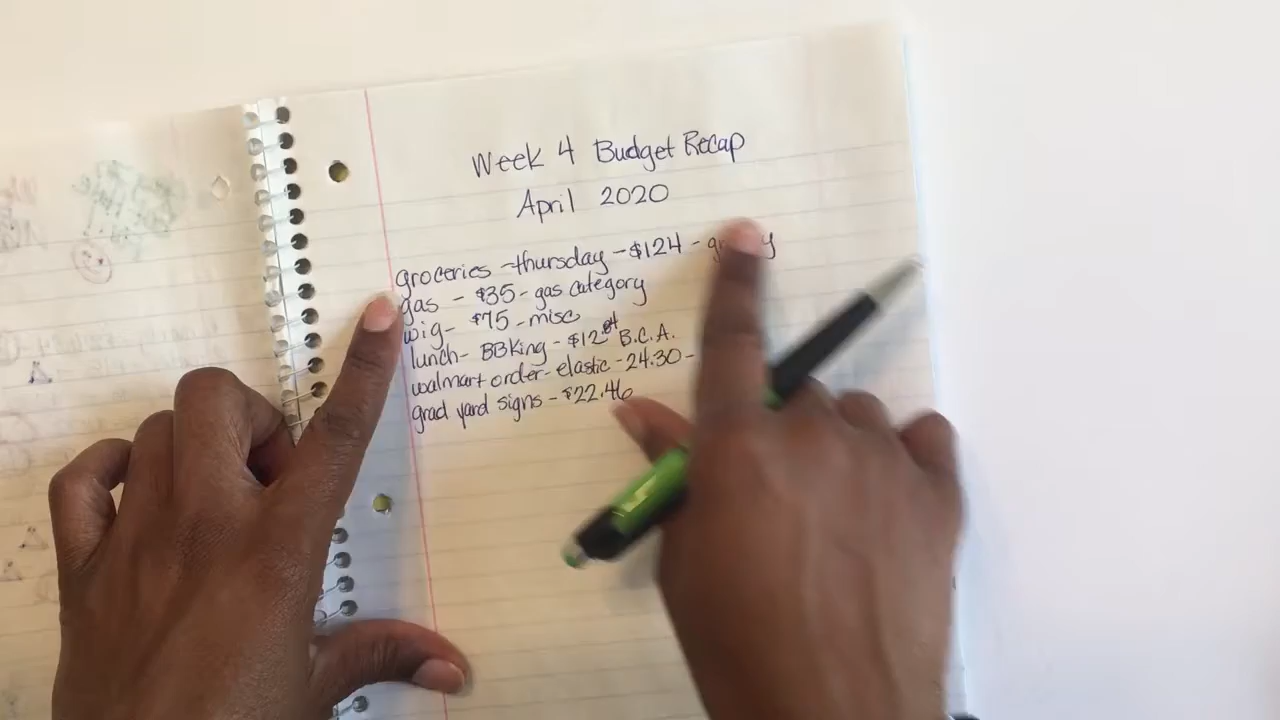 Week 4 Budget Recap
April 2020
groceries - thursday - $124 -
gas - $35 - gas category
wig - $75 - misc
lunch - BBKing - $12.84 B.C.A.
walmart order - elastic - 24.30 -
grad yard signs - $22.46